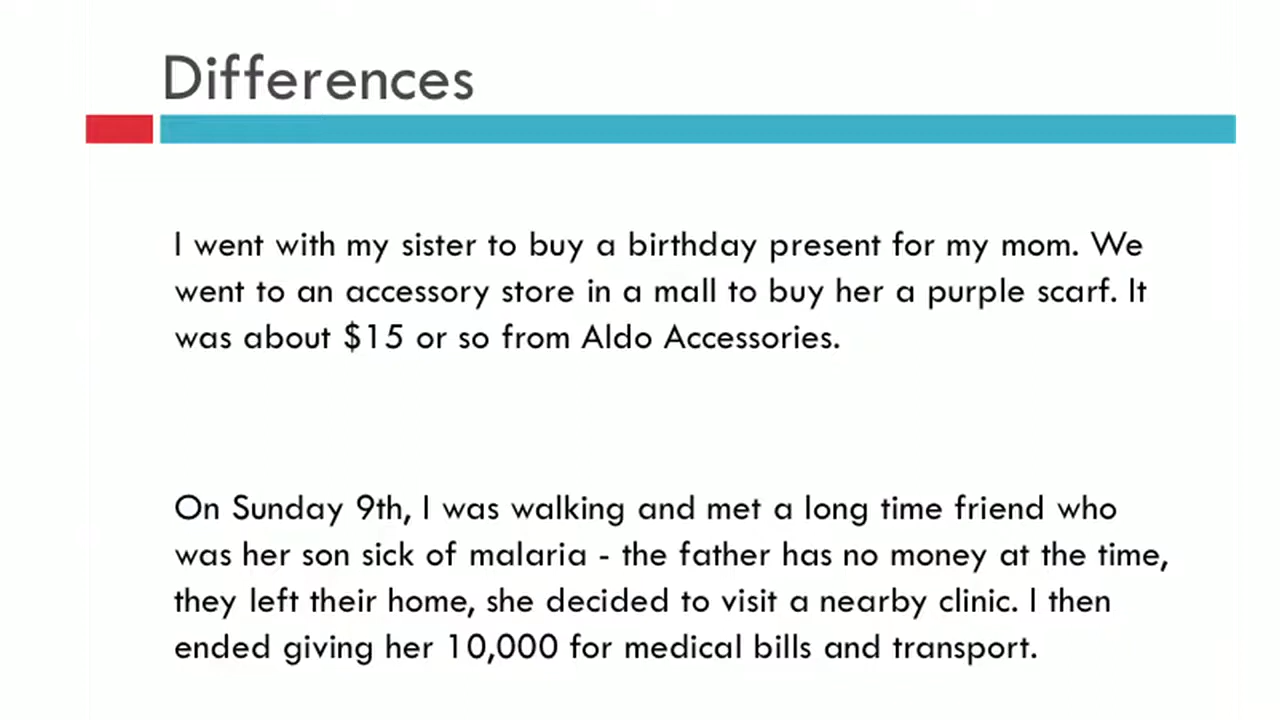 Differences
I went with my sister to buy a birthday present for my mom. We
went to an accessory store in a mall to buy her a purple scarf. It
was about $15 or so from Aldo Accessories.
On Sunday 9th, I was walking and met a long time friend who
was her son sick of malaria - the father has no money at the time,
they left their home, she decided to visit a nearby clinic. I then
ended giving her 10,000 for medical bills and transport.